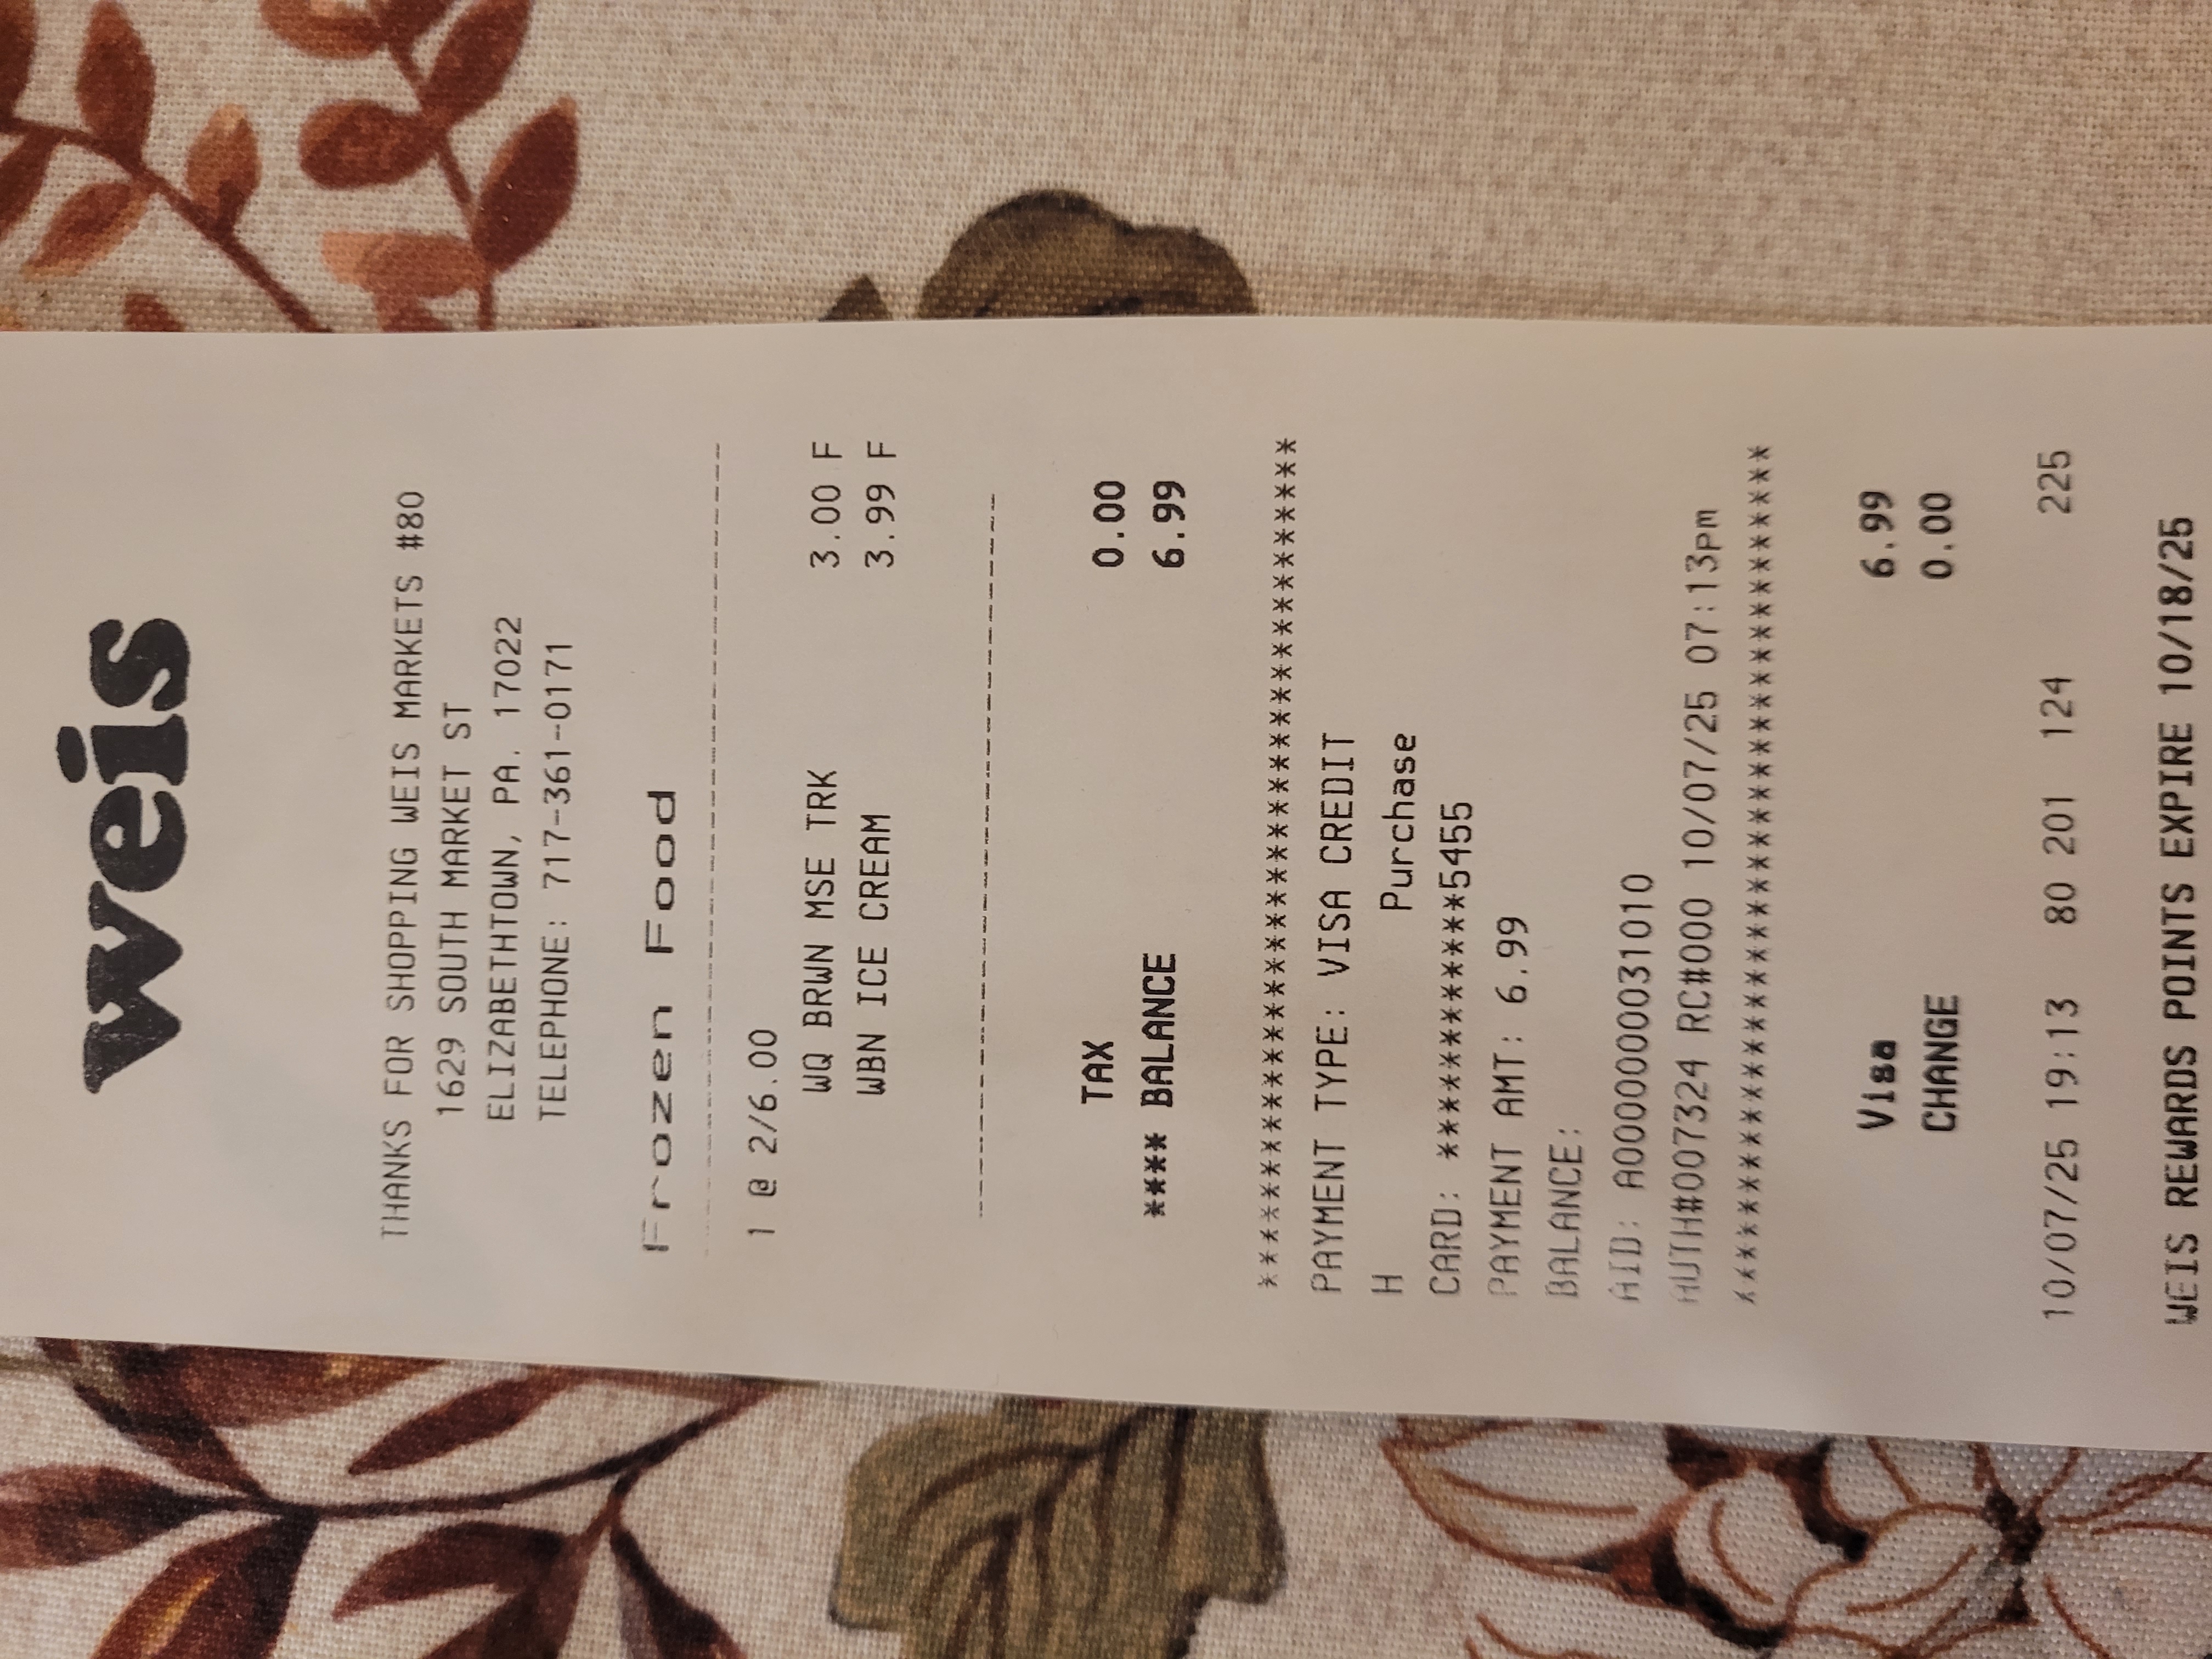 weis
THANKS FOR SHOPPING WEIS MARKETS #80
1629 SOUTH MARKET ST
ELIZABETHTOWN, PA. 17022
TELEPHONE: 717-361-0171
Frozen Food
1 @ 2/6.00
WQ BRWN MSE TRK 3.00 F
WBN ICE CREAM 3.99 F
TAX 0.00
**** BALANCE 6.99
**************************************
PAYMENT TYPE: VISA CREDIT
H Purchase
CARD: ************5455
PAYMENT AMT: 6.99
BALANCE:
AID: A0000000031010
AUTH#007324 RC#000 10/07/25 07:13pm
**************************************
Visa 6.99
CHANGE 0.00
10/07/25 19:13 80 201 124 225
WEIS REWARDS POINTS EXPIRE 10/18/25